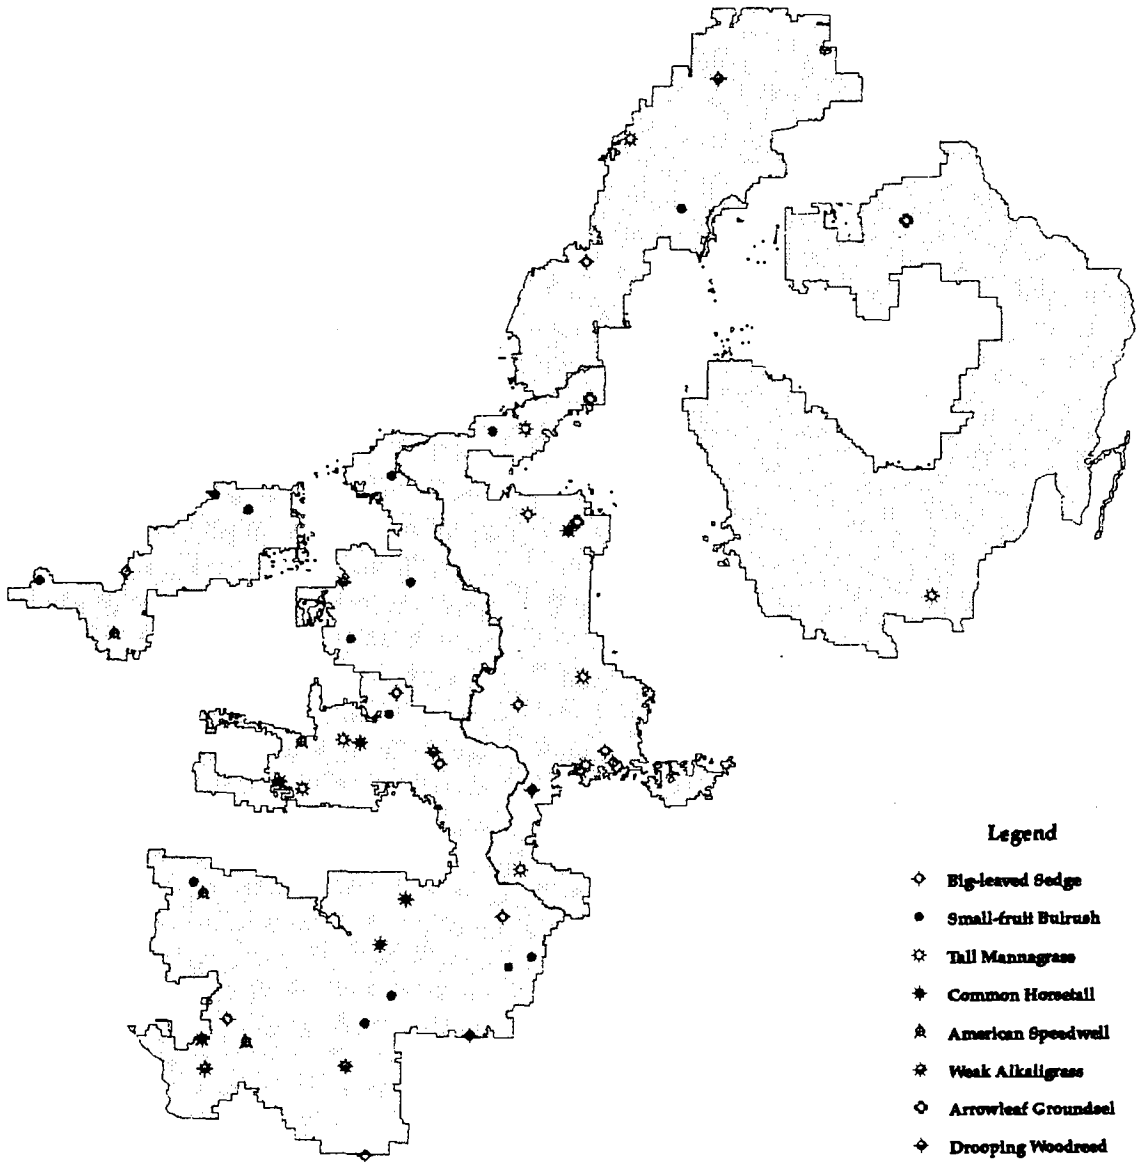 Legend
Big-leaved Sedge
Small-fruit Bulrush
Tall Mannagrass
Common Horsetail
American Speedwell
Weak Alkaligrass
Arrowleaf Groundsel
Drooping Woodreed